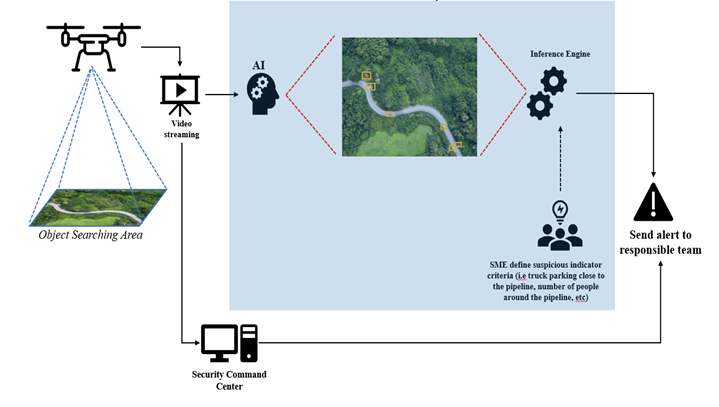 AI
Inference Engine
Video
streaming
Object Searching Area
Send alert to
responsible team
SME define suspicious indicator
criteria (i.e truck parking close to
the pipeline, number of people
around the pipeline, etc)
Security Command
Center